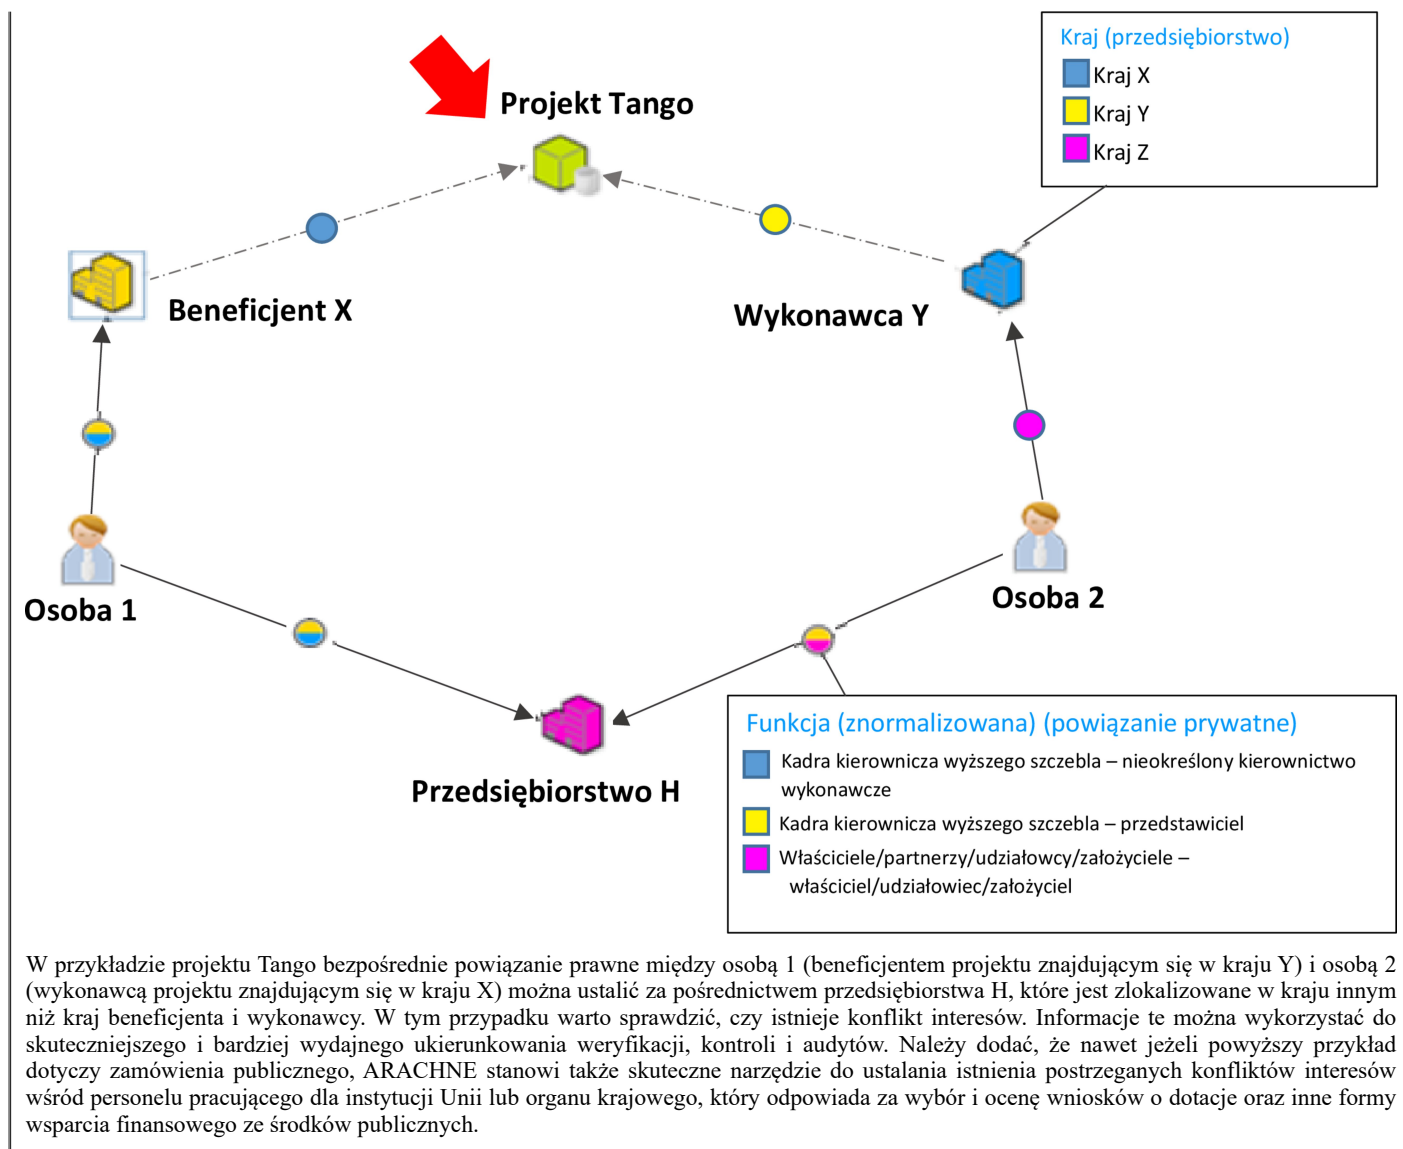 Kraj (przedsiębiorstwo)
Kraj X
Kraj Y
Kraj Z
Projekt Tango
Beneficjent X
Wykonawca Y
Osoba 1
Osoba 2
Przedsiębiorstwo H
Funkcja (znormalizowana) (powiązanie prywatne)
Kadra kierownicza wyższego szczebla – nieokreślony kierownictwo
wykonawcze
Kadra kierownicza wyższego szczebla – przedstawiciel
Właściciele/partnerzy/udziałowcy/założyciele –
właściciel/udziałowiec/założyciel
W przykładzie projektu Tango bezpośrednie powiązanie prawne między osobą 1 (beneficjentem projektu znajdującym się w kraju Y) i osobą 2
(wykonawcą projektu znajdującym się w kraju X) można ustalić za pośrednictwem przedsiębiorstwa H, które jest zlokalizowane w kraju innym
niż kraj beneficjenta i wykonawcy. W tym przypadku warto sprawdzić, czy istnieje konflikt interesów. Informacje te można wykorzystać do
skuteczniejszego i bardziej wydajnego ukierunkowania weryfikacji, kontroli i audytów. Należy dodać, że nawet jeżeli powyższy przykład
dotyczy zamówienia publicznego, ARACHNE stanowi także skuteczne narzędzie do ustalania istnienia postrzeganych konfliktów interesów
wśród personelu pracującego dla instytucji Unii lub organu krajowego, który odpowiada za wybór i ocenę wniosków o dotacje oraz inne formy
wsparcia finansowego ze środków publicznych.